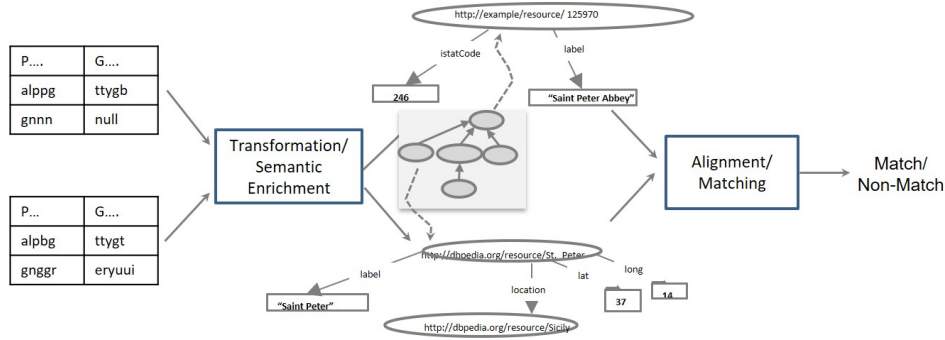 http://example/resource/ 125970
istatCode
label
246
"Saint Peter Abbey"
P.... G....
alppg ttygb
gnnn null
Transformation/
Semantic
Enrichment
Alignment/
Matching
Match/
Non-Match
P... G....
alpbg ttygt
gnggr eryuui
http://dbpedia.org/resource/St._Peter
label
lat
long
location
"Saint Peter"
37
14
http://dbpedia.org/resource/Sicily